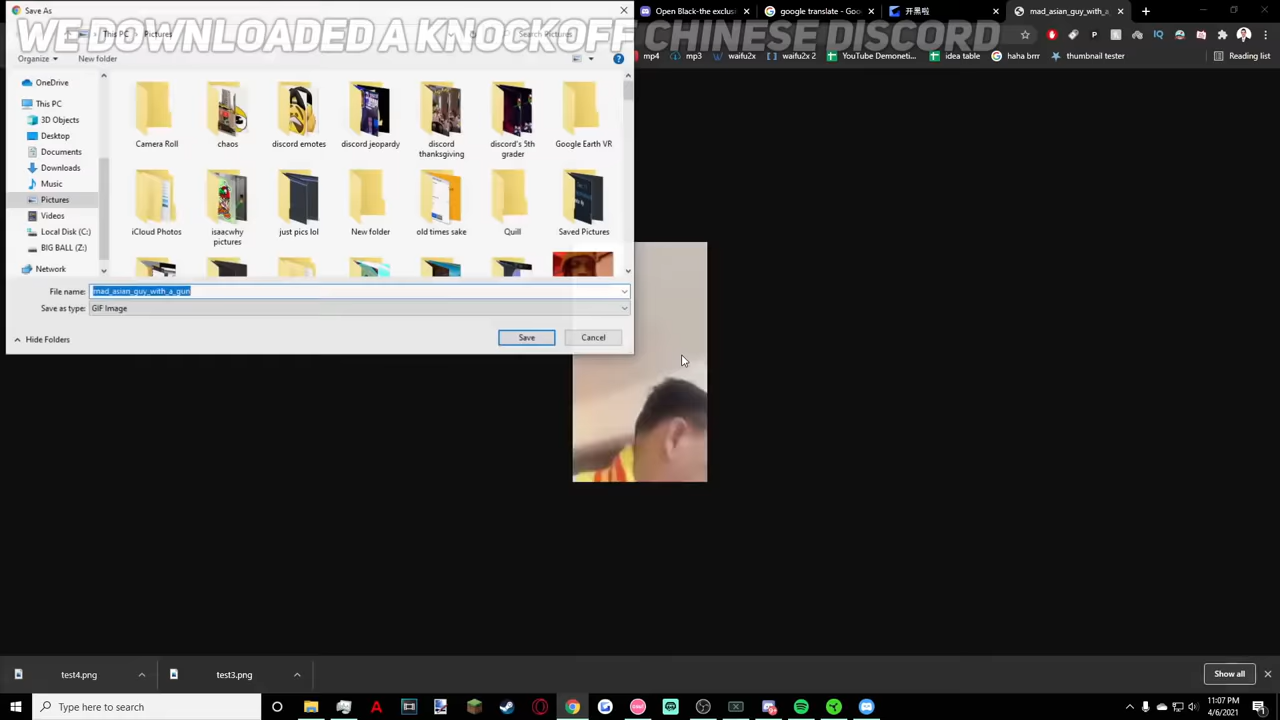 Save As
WE DOWNLOADED A KNOCKOFF CHINESE DISCORD
This PC
Pictures
Search Pictures
Organize
New folder
OneDrive
This PC
3D Objects
Desktop
Documents
Downloads
Music
Pictures
Videos
Local Disk (C:)
BIG BALL (Z:)
Network
Camera Roll
chaos
discord emotes
discord jeopardy
discord thanksgiving
discord's 5th grader
Google Earth VR
iCloud Photos
isaacwhy pictures
just pics lol
New folder
old times sake
Quill
Saved Pictures
File name:
mad_asian_guy_with_a_gun
Save as type:
GIF Image
Hide Folders
Save
Cancel
Open Black-the exclusi
google translate - Goo
开黑啦
mad_asian_guy_with_a
mp4
mp3
waifu2x
waifu2x 2
YouTube Demoneti...
idea table
haha brrr
thumbnail tester
Reading list
test4.png
test3.png
Show all
Type here to search
11:07 PM
4/6/2021